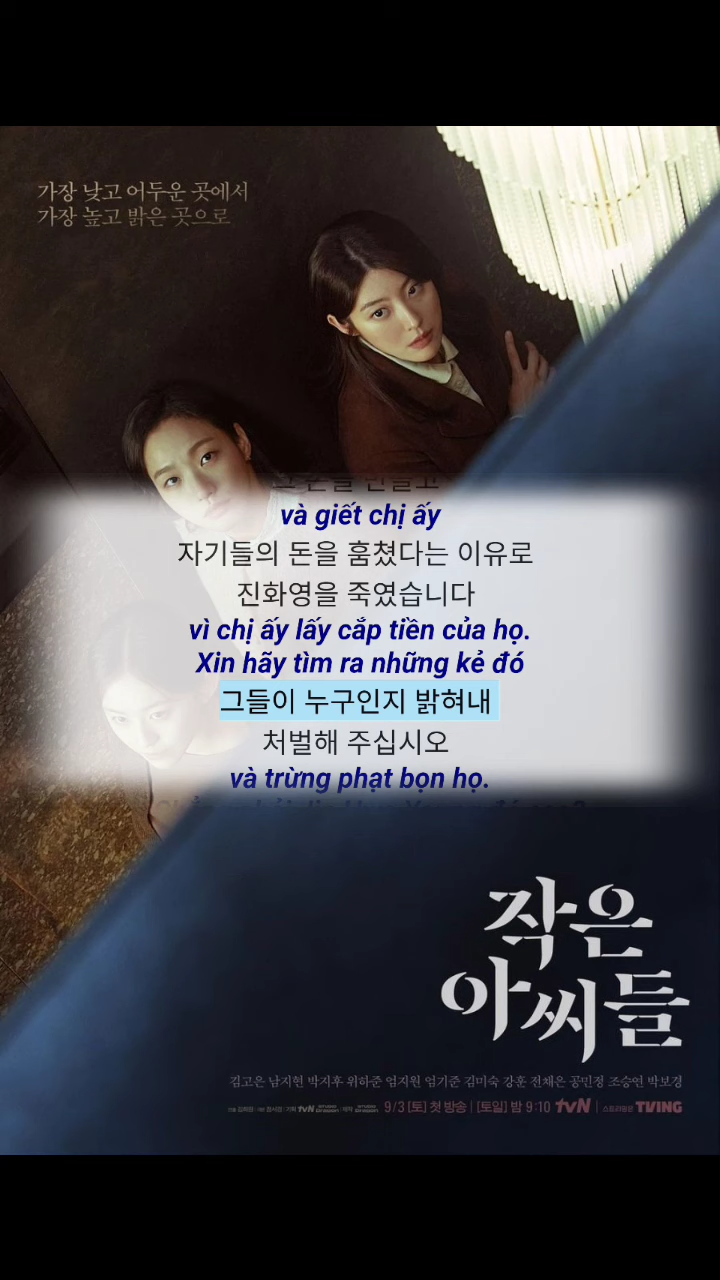 가장 낮고 어두운 곳에서
가장 높고 밝은 곳으로
và giết chị ấy
자기들의 돈을 훔쳤다는 이유로
진화영을 죽였습니다
vì chị ấy lấy cắp tiền của họ.
Xin hãy tìm ra những kẻ đó
그들이 누구인지 밝혀내
처벌해 주십시오
và trừng phạt bọn họ.
작은
아씨들
김고은 남지현 박지후 위하준 엄지원 엄기준 김미숙 강훈 전채은 공민정 조승연 박보경
9/3 [토] 첫 방송 | [토일] 밤 9:10 tvN | 스트리밍은 TVING